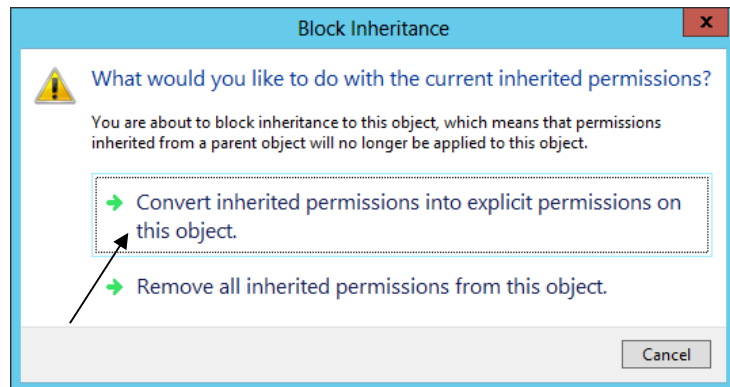 Block Inheritance
x
What would you like to do with the current inherited permissions?
You are about to block inheritance to this object, which means that permissions
inherited from a parent object will no longer be applied to this object.
Convert inherited permissions into explicit permissions on
this object.
Remove all inherited permissions from this object.
Cancel